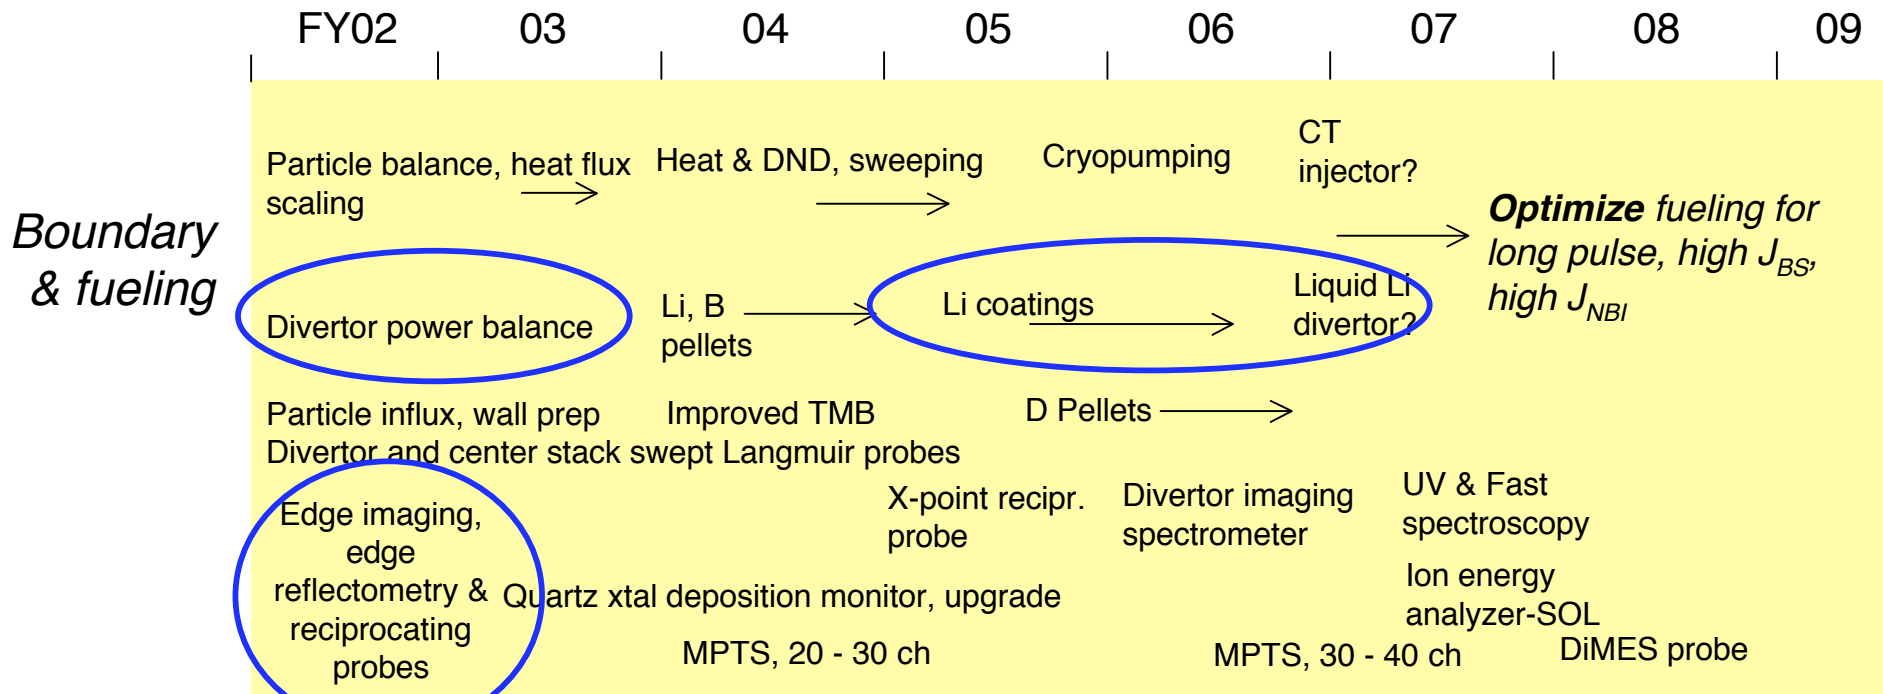 FY02 03 04 05 06 07 08 09
Boundary
& fueling
Particle balance, heat flux
scaling
Heat & DND, sweeping
Cryopumping
CT
injector?
Optimize fueling for
long pulse, high J_BS,
high J_NBI
Divertor power balance
Li, B
pellets
Li coatings
Liquid Li
divertor?
Particle influx, wall prep
Improved TMB
D Pellets
Divertor and center stack swept Langmuir probes
Edge imaging,
edge
reflectometry &
reciprocating
probes
X-point recipr.
probe
Divertor imaging
spectrometer
UV & Fast
spectroscopy
Quartz xtal deposition monitor, upgrade
Ion energy
analyzer-SOL
MPTS, 20 - 30 ch
MPTS, 30 - 40 ch
DiMES probe